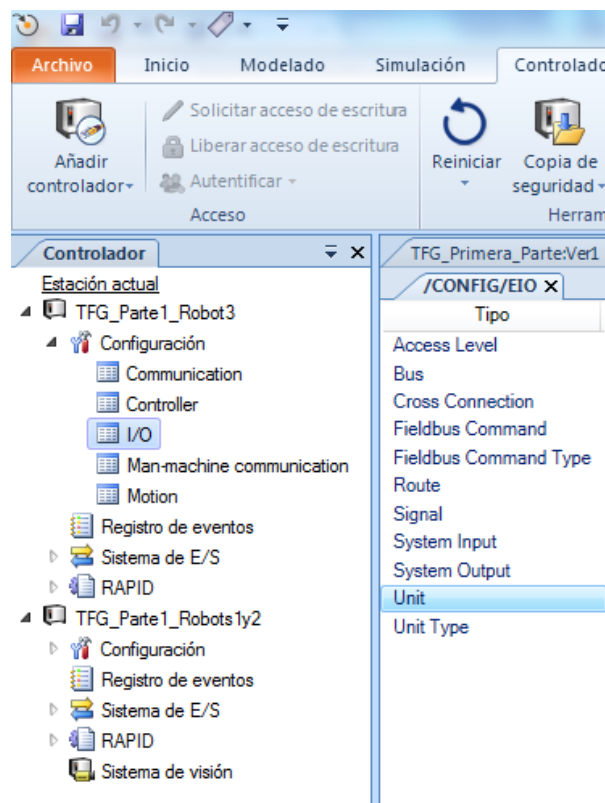 Archivo Inicio Modelado Simulación Controlado
Añadir controlador
Solicitar acceso de escritura
Liberar acceso de escritura
Autentificar
Acceso
Reiniciar
Copia de seguridad
Herram
Controlador
Estación actual
TFG_Parte1_Robot3
Configuración
Communication
Controller
I/O
Man-machine communication
Motion
Registro de eventos
Sistema de E/S
RAPID
TFG_Parte1_Robots1y2
Configuración
Registro de eventos
Sistema de E/S
RAPID
Sistema de visión
TFG_Primera_Parte:Ver1
/CONFIG/EIO
Tipo
Access Level
Bus
Cross Connection
Fieldbus Command
Fieldbus Command Type
Route
Signal
System Input
System Output
Unit
Unit Type